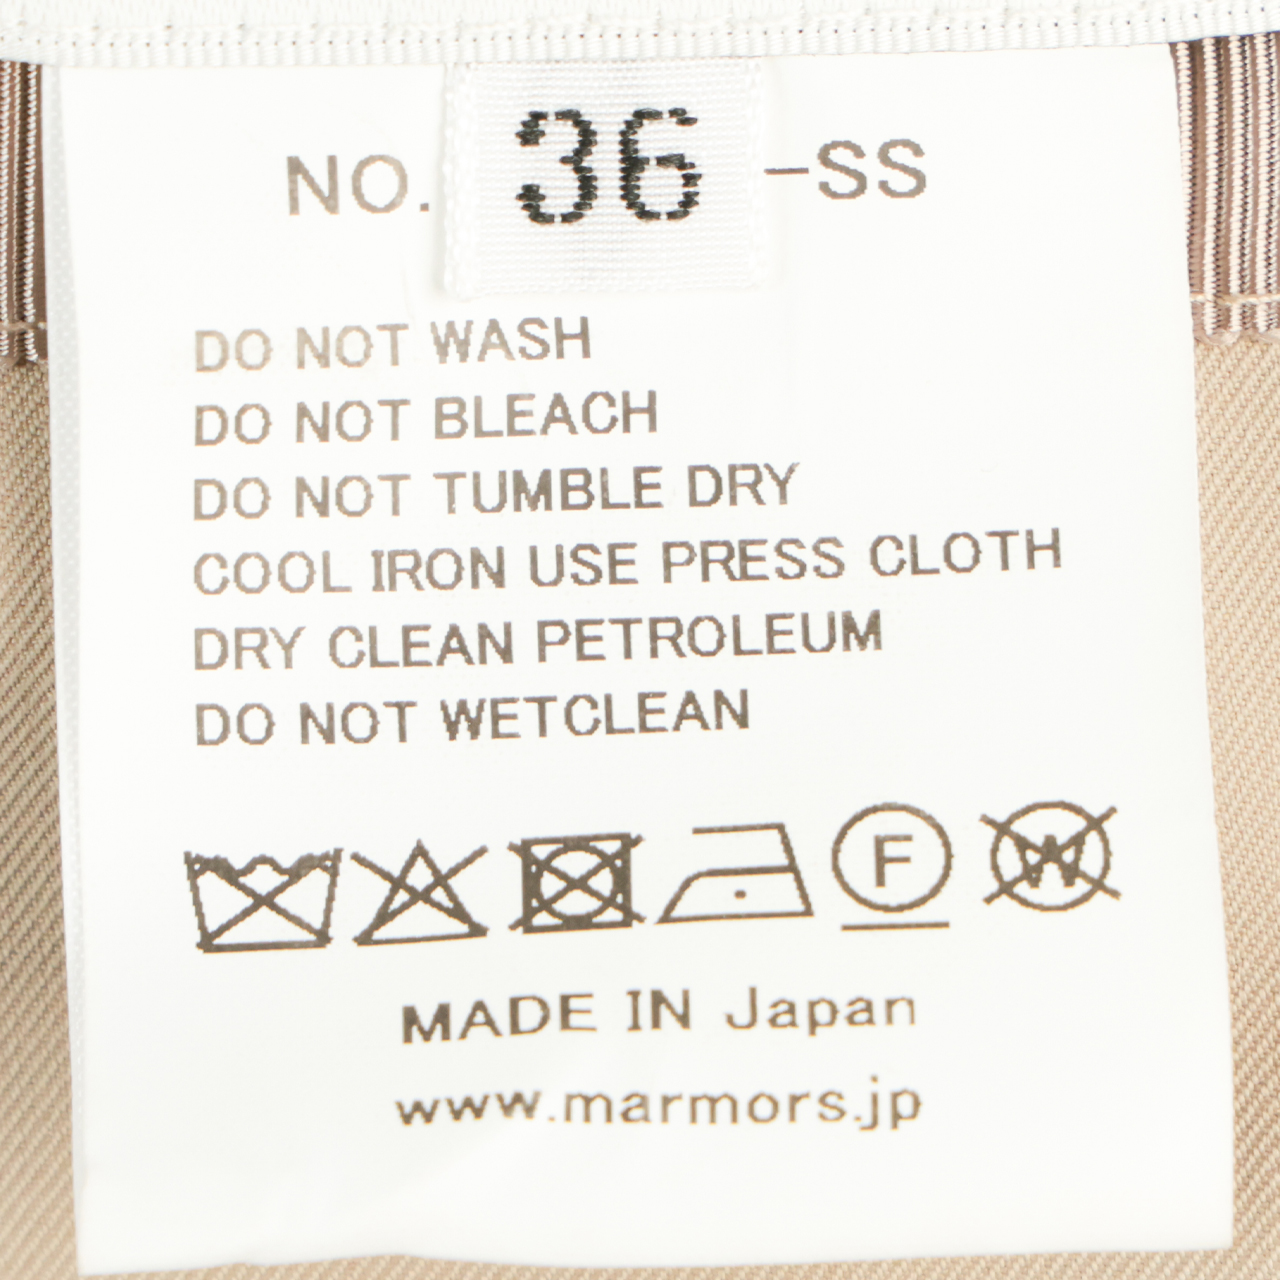 NO. 36 -SS
DO NOT WASH
DO NOT BLEACH
DO NOT TUMBLE DRY
COOL IRON USE PRESS CLOTH
DRY CLEAN PETROLEUM
DO NOT WETCLEAN
F W
MADE IN Japan
www.marmors.jp